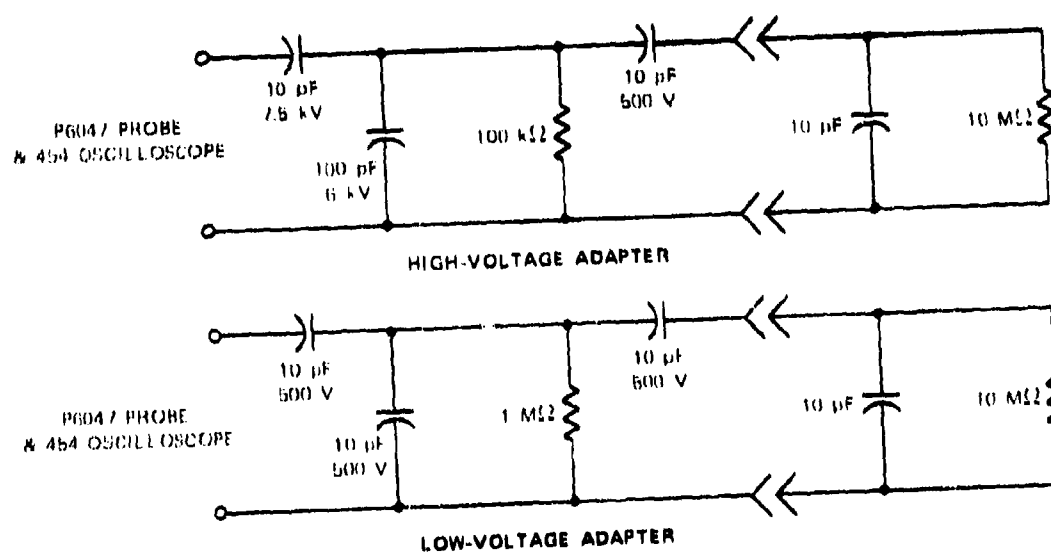 10 pF
7.5 kV
10 pF
500 V
P6047 PROBE
& 454 OSCILLOSCOPE
100 pF
6 kV
100 kΩ
10 pF
10 MΩ
HIGH-VOLTAGE ADAPTER
10 pF
500 V
10 pF
500 V
P6047 PROBE
& 454 OSCILLOSCOPE
10 pF
500 V
1 MΩ
10 pF
10 MΩ
LOW-VOLTAGE ADAPTER